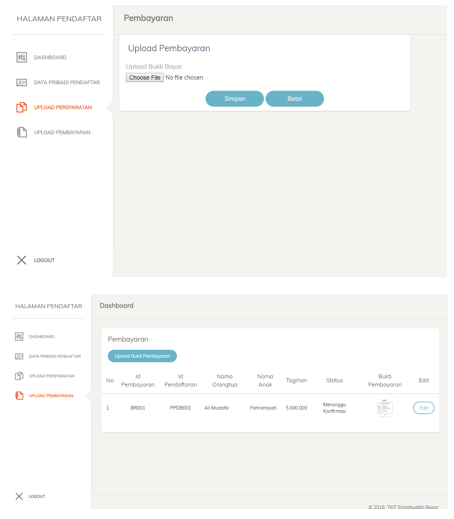 HALAMAN PENDAFTAR
Pembayaran
Upload Pembayaran
Upload Bukti Bayar
Choose File No file chosen
Simpan Batal
DASHBOARD
DATA PRIBADI PENDAFTAR
UPLOAD PERSYARATAN
UPLOAD PEMBAYARAN
LOGOUT
HALAMAN PENDAFTAR
Dashboard
DASHBOARD
DATA PRIBADI PENDAFTAR
UPLOAD PERSYARATAN
UPLOAD PEMBAYARAN
LOGOUT
Pembayaran
Upload Bukti Pembayaran
No Id Pembayaran Id Pendaftaran Nama Orangtua Nama Anak Tagihan Status Bukti Pembayaran Edit
1 BR001 PPDB001 Ali Mustofa 5.000.000 Menunggu Konfirmasi Edit
© 2018, TKIT Bogor